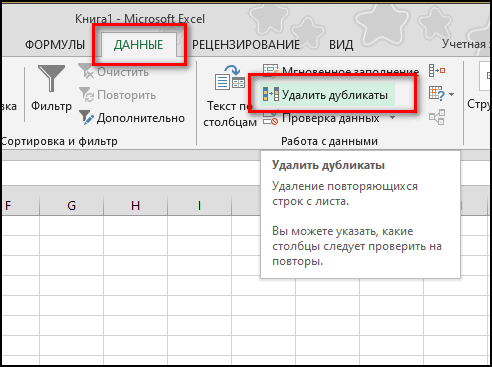 Книга1 - Microsoft Excel
ФОРМУЛЫ ДАННЫЕ РЕЦЕНЗИРОВАНИЕ ВИД Учетная з
Фильтр
Очистить
Повторить
Дополнительно
Сортировка и фильтр
Текст по столбцам
Мгновенное заполнение
Удалить дубликаты
Проверка данных
Работа с данными
Стру
Удалить дубликаты
Удаление повторяющихся
строк с листа.
Вы можете указать, какие
столбцы следует проверить на
повторы.
F G H I